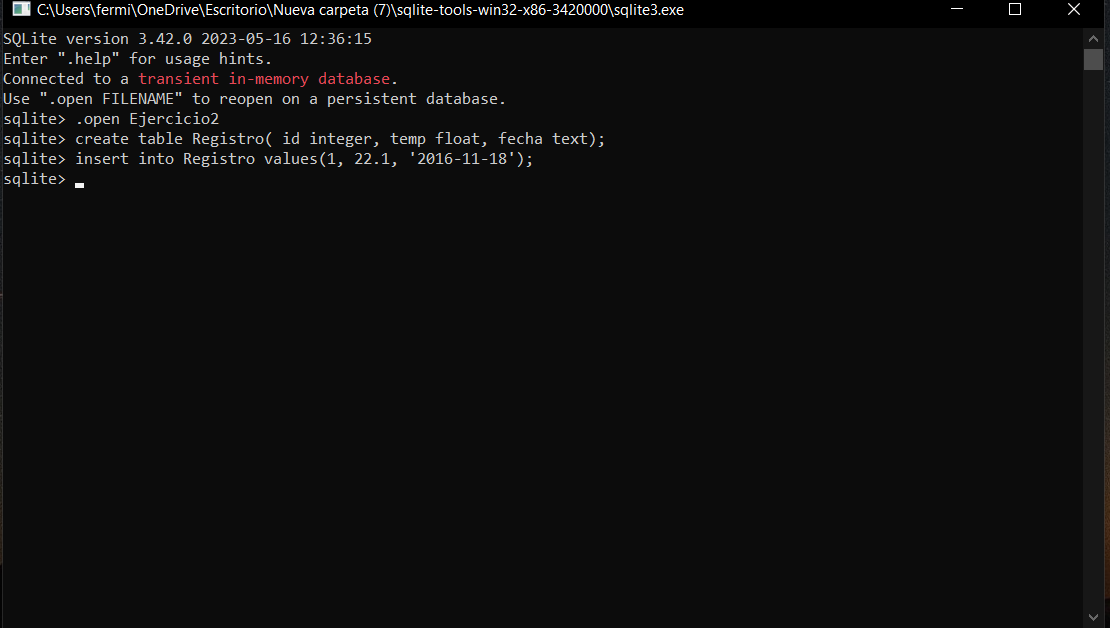 C:\Users\fermi\OneDrive\Escritorio\Nueva carpeta (7)\sqlite-tools-win32-x86-3420000\sqlite3.exe
SQLite version 3.42.0 2023-05-16 12:36:15
Enter ".help" for usage hints.
Connected to a transient in-memory database.
Use ".open FILENAME" to reopen on a persistent database.
sqlite> .open Ejercicio2
sqlite> create table Registro( id integer, temp float, fecha text);
sqlite> insert into Registro values(1, 22.1, '2016-11-18');
sqlite>